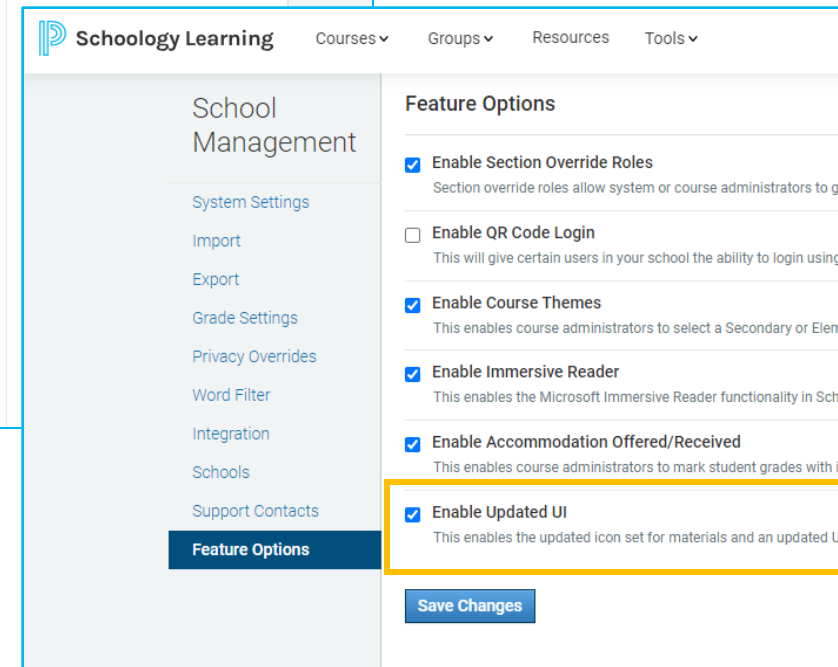 Schoology Learning Courses Groups Resources Tools
School
Management
System Settings
Import
Export
Grade Settings
Privacy Overrides
Word Filter
Integration
Schools
Support Contacts
Feature Options
Feature Options
Enable Section Override Roles
Section override roles allow system or course administrators to g
Enable QR Code Login
This will give certain users in your school the ability to login using
Enable Course Themes
This enables course administrators to select a Secondary or Elem
Enable Immersive Reader
This enables the Microsoft Immersive Reader functionality in Sch
Enable Accommodation Offered/Received
This enables course administrators to mark student grades with i
Enable Updated UI
This enables the updated icon set for materials and an updated U
Save Changes